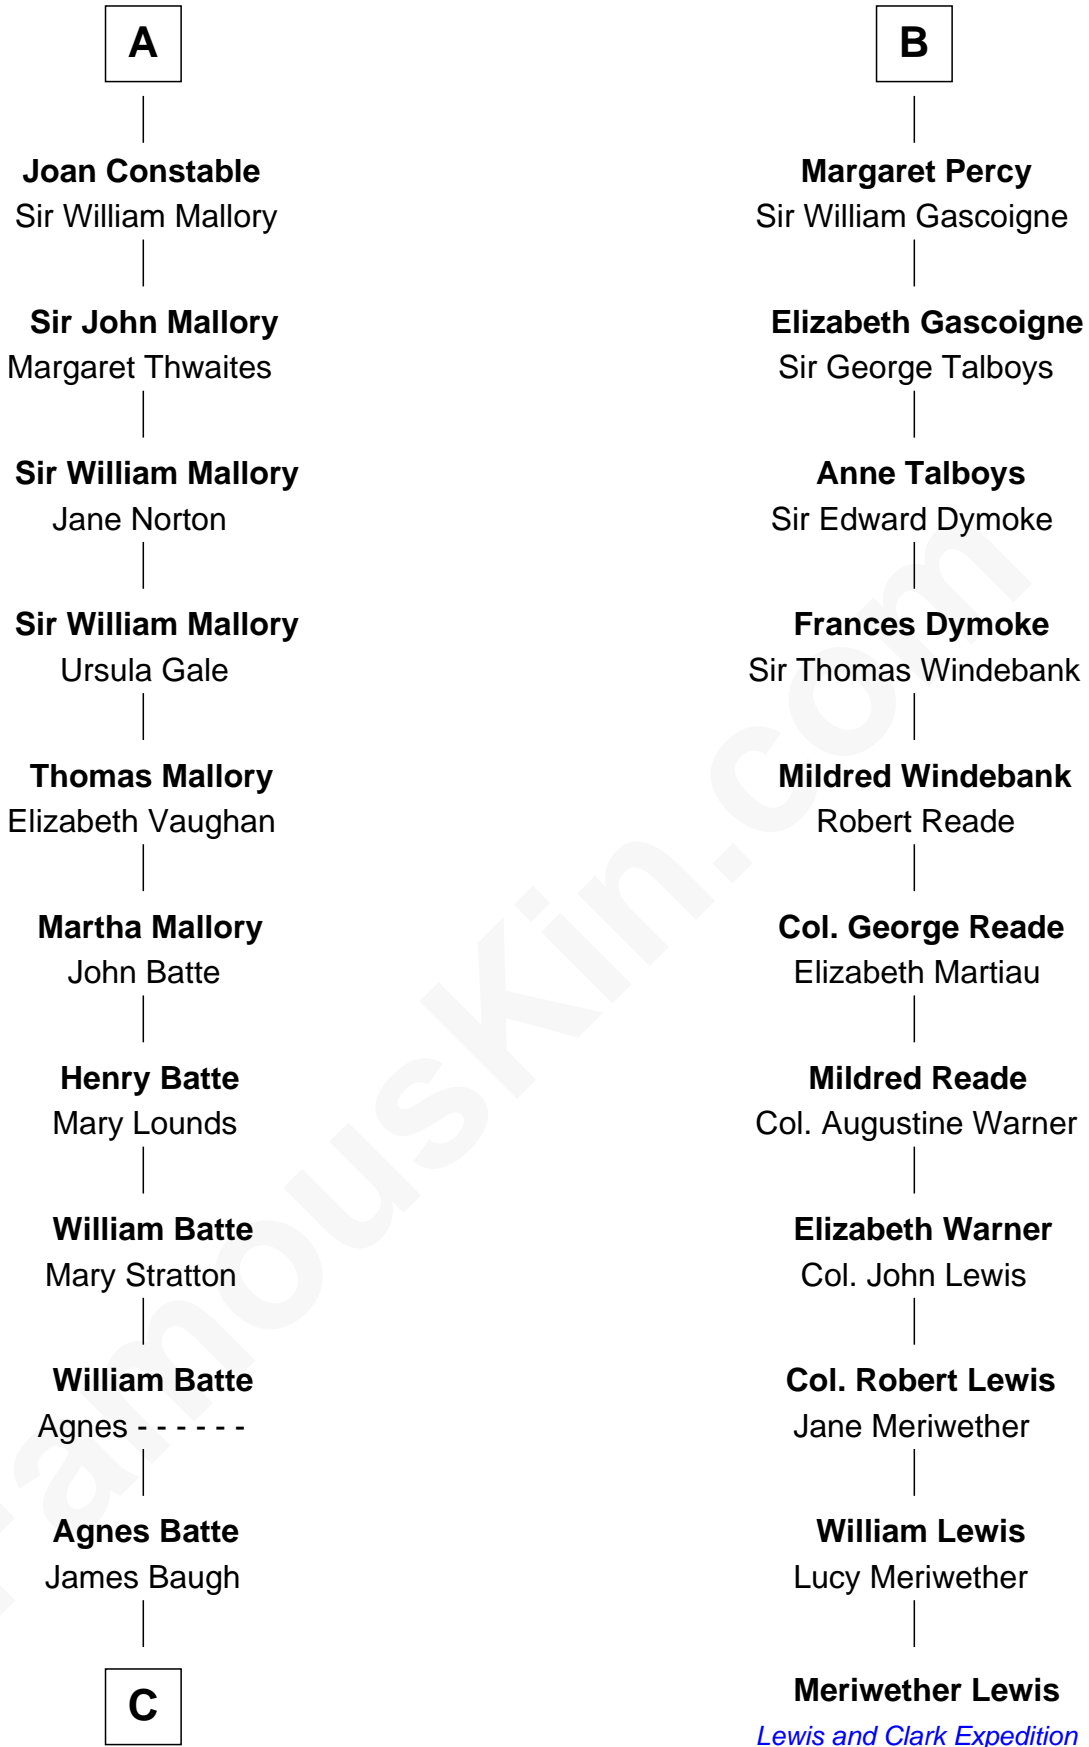 A
Joan Constable
Sir William Mallory
Sir John Mallory
Margaret Thwaites
Sir William Mallory
Jane Norton
Sir William Mallory
Ursula Gale
Thomas Mallory
Elizabeth Vaughan
Martha Mallory
John Batte
Henry Batte
Mary Lounds
William Batte
Mary Stratton
William Batte
Agnes - - - - - -
Agnes Batte
James Baugh
C
B
Margaret Percy
Sir William Gascoigne
Elizabeth Gascoigne
Sir George Talboys
Anne Talboys
Sir Edward Dymoke
Frances Dymoke
Sir Thomas Windebank
Mildred Windebank
Robert Reade
Col. George Reade
Elizabeth Martiau
Mildred Reade
Col. Augustine Warner
Elizabeth Warner
Col. John Lewis
Col. Robert Lewis
Jane Meriwether
William Lewis
Lucy Meriwether
Meriwether Lewis
Lewis and Clark Expedition
FamousKin.com